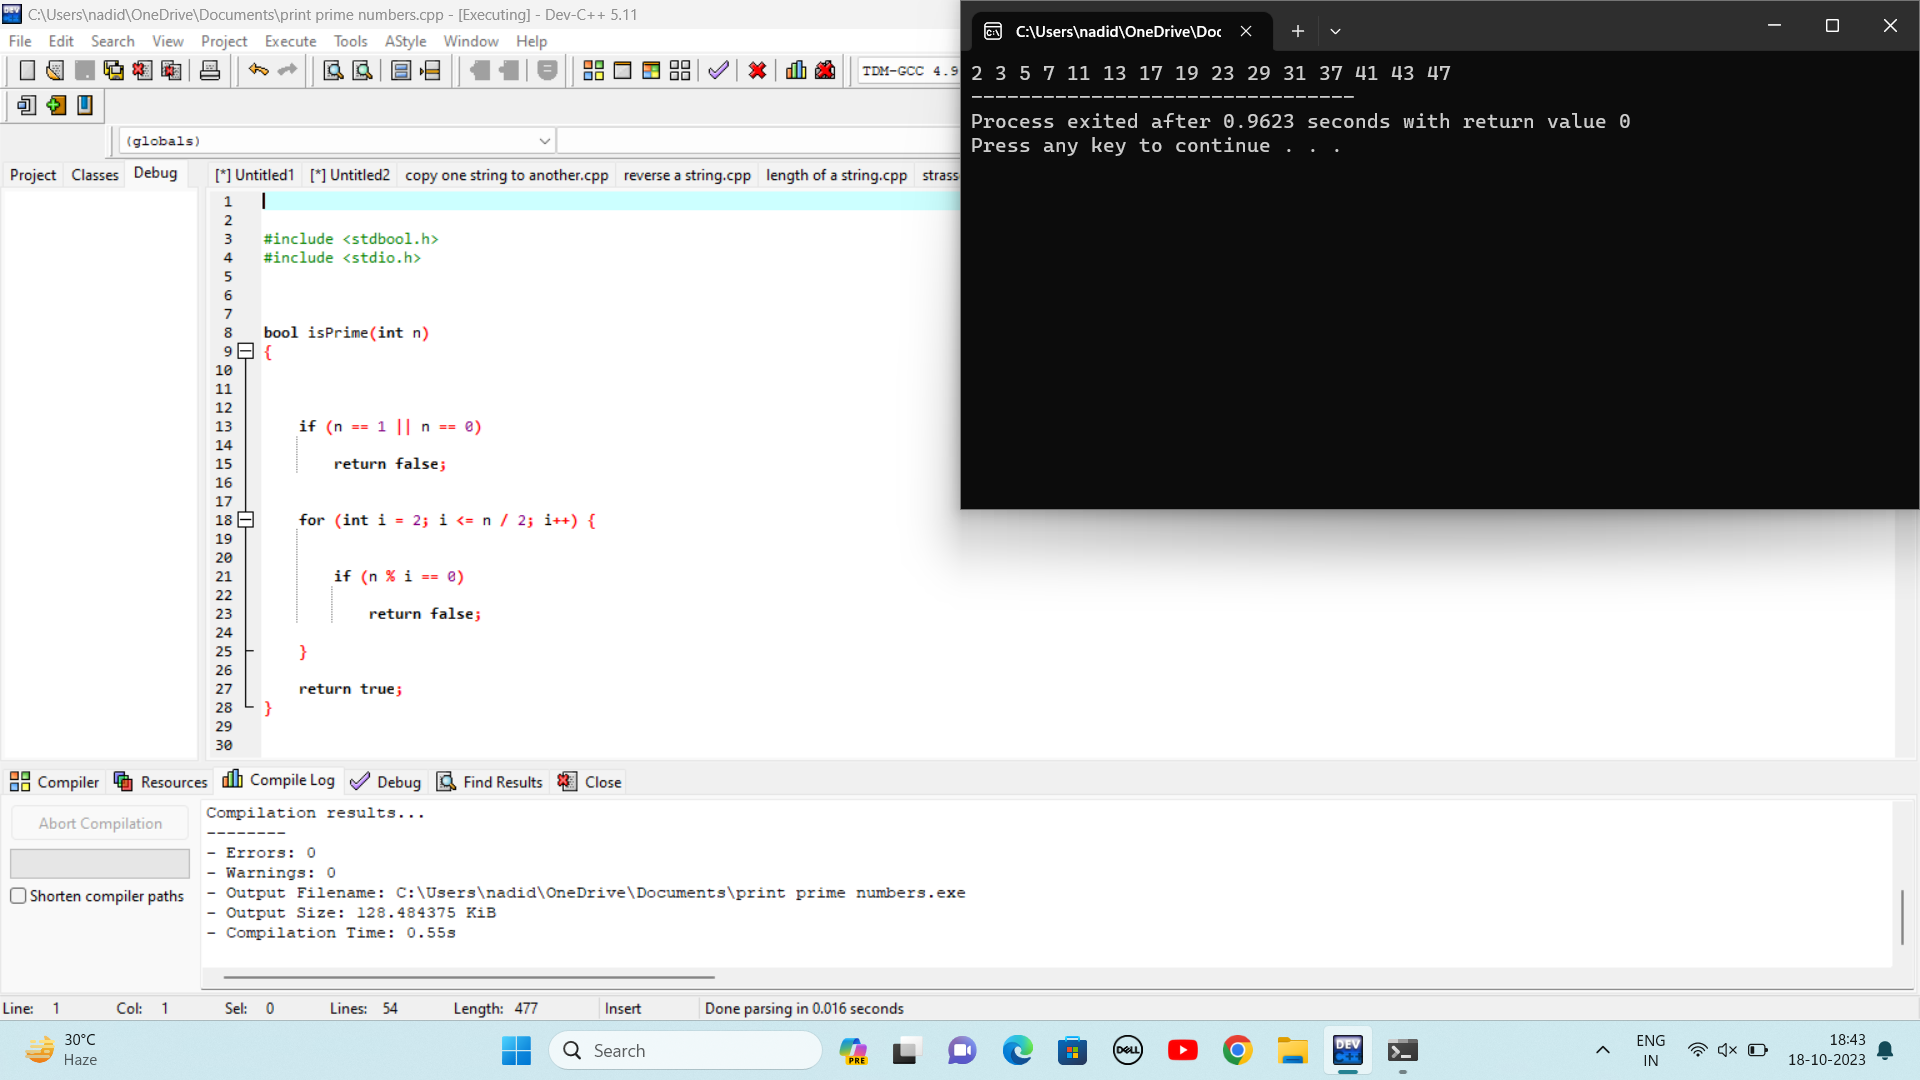 C:\Users\nadid\OneDrive\Documents\print prime numbers.cpp - [Executing] - Dev-C++ 5.11
File Edit Search View Project Execute Tools AStyle Window Help
TDM-GCC 4.9
(globals)
Project Classes Debug
[*] Untitled1 [*] Untitled2 copy one string to another.cpp reverse a string.cpp length of a string.cpp strass
1
2
3 #include <stdbool.h>
4 #include <stdio.h>
5
6
7
8 bool isPrime(int n)
9 {
10
11
12
13 if (n == 1 || n == 0)
14
15 return false;
16
17
18 for (int i = 2; i <= n / 2; i++) {
19
20
21 if (n % i == 0)
22
23 return false;
24
25 }
26
27 return true;
28 }
29
30
C:\Users\nadid\OneDrive\Doc
2 3 5 7 11 13 17 19 23 29 31 37 41 43 47
--------------------------------
Process exited after 0.9623 seconds with return value 0
Press any key to continue . . .
Compiler Resources Compile Log Debug Find Results Close
Abort Compilation
Shorten compiler paths
Compilation results...
--------
- Errors: 0
- Warnings: 0
- Output Filename: C:\Users\nadid\OneDrive\Documents\print prime numbers.exe
- Output Size: 128.484375 KiB
- Compilation Time: 0.55s
Line: 1 Col: 1 Sel: 0 Lines: 54 Length: 477 Insert Done parsing in 0.016 seconds
30°C
Haze
Search
PRE
DELL
DEV
C++
ENG
IN
18:43
18-10-2023